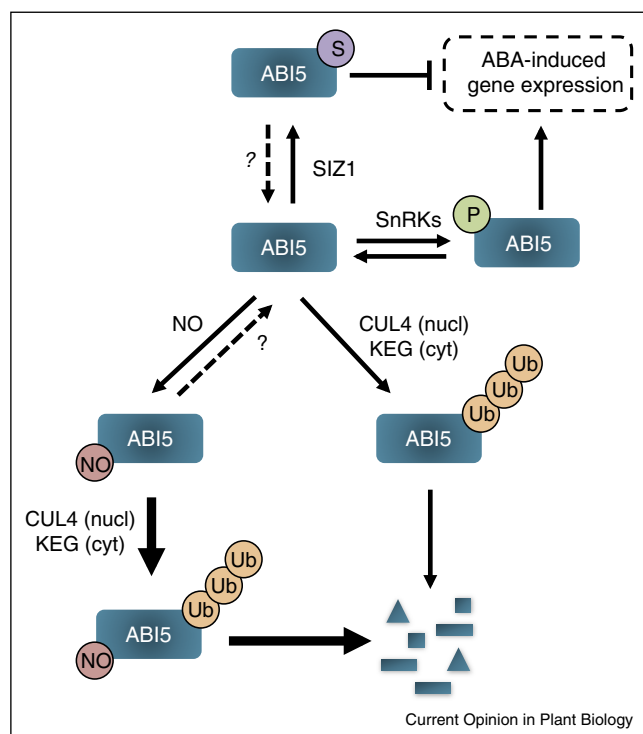 S
ABI5
ABA-induced
gene expression
?
SIZ1
SnRKs
P
ABI5
ABI5
NO
?
CUL4 (nucl)
KEG (cyt)
Ub
Ub
Ub
ABI5
NO
ABI5
CUL4 (nucl)
KEG (cyt)
Ub
Ub
Ub
ABI5
NO
Current Opinion in Plant Biology